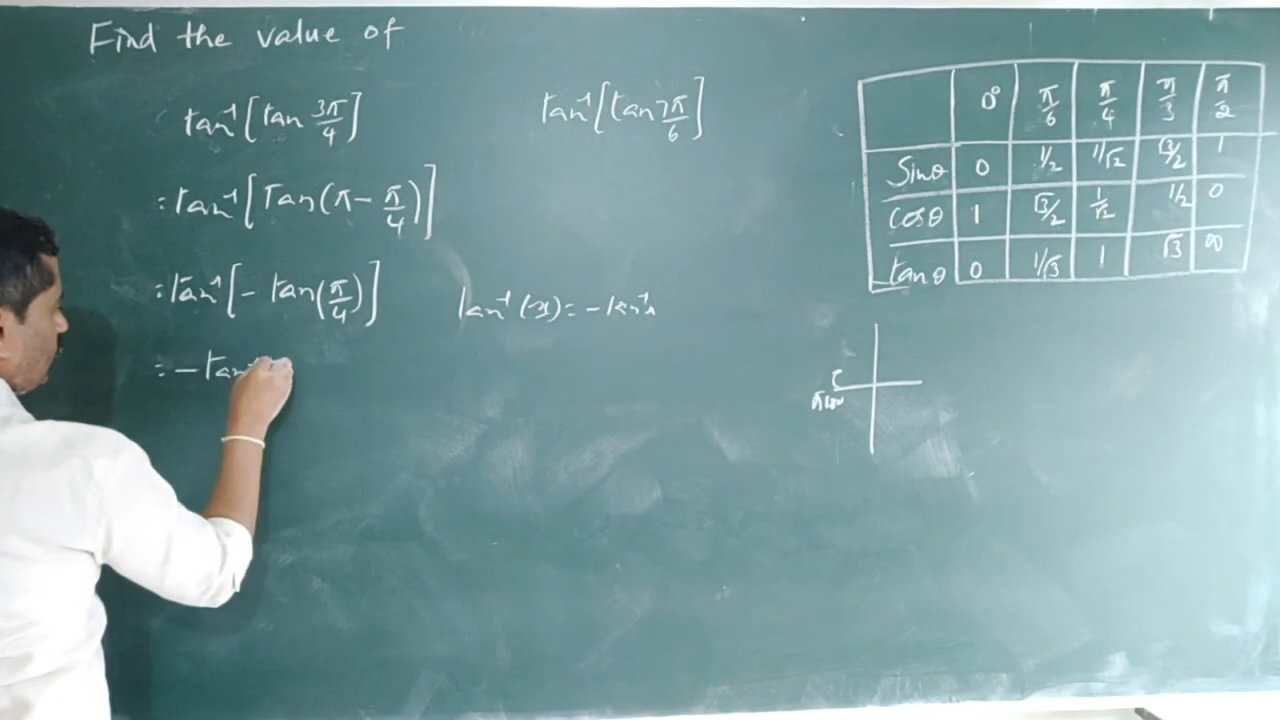 Find the value of
tan⁻¹[tan 3π/4]
= tan⁻¹[Tan(π - π/4)]
= tan⁻¹[- tan(π/4)]
= - tan
tan⁻¹(-x) = - tan⁻¹x
tan⁻¹[tan 7π/6]
0° π/6 π/4 π/3 π/2
Sinθ 0 1/2 1/√2 √3/2 1
cosθ 1 √3/2 1/√2 1/2 0
tanθ 0 1/√3 1 √3 ∞
π 180